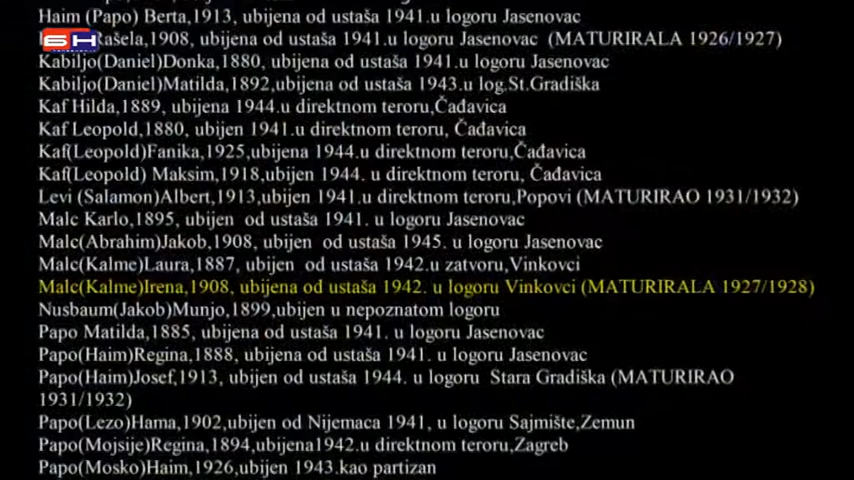 Haim (Papo) Berta,1913, ubijena od ustaša 1941.u logoru Jasenovac
Rašela,1908, ubijena od ustaša 1941.u logoru Jasenovac (MATURIRALA 1926/1927)
Kabiljo(Daniel)Donka,1880, ubijena od ustaša 1941.u logoru Jasenovac
Kabiljo(Daniel)Matilda,1892,ubijena od ustaša 1943.u log.St.Gradiška
Kaf Hilda,1889, ubijena 1944.u direktnom teroru,Čađavica
Kaf Leopold,1880, ubijen 1941.u direktnom teroru, Čađavica
Kaf(Leopold)Fanika,1925,ubijena 1944.u direktnom teroru,Čađavica
Kaf(Leopold) Maksim,1918,ubijen 1944. u direktnom teroru, Čađavica
Levi (Salamon)Albert,1913,ubijen 1941.u direktnom teroru,Popovi (MATURIRAO 1931/1932)
Malc Karlo,1895, ubijen od ustaša 1941. u logoru Jasenovac
Malc(Abrahim)Jakob,1908, ubijen od ustaša 1945. u logoru Jasenovac
Malc(Kalme)Laura,1887, ubijen od ustaša 1942.u zatvoru,Vinkovci
Malc(Kalme)Irena,1908, ubijena od ustaša 1942. u logoru Vinkovci (MATURIRALA 1927/1928)
Nusbaum(Jakob)Munjo,1899,ubijen u nepoznatom logoru
Papo Matilda,1885, ubijena od ustaša 1941. u logoru Jasenovac
Papo(Haim)Regina,1888, ubijena od ustaša 1941. u logoru Jasenovac
Papo(Haim)Josef,1913, ubijen od ustaša 1944. u logoru Stara Gradiška (MATURIRAO
1931/1932)
Papo(Lezo)Hama,1902,ubijen od Nijemaca 1941, u logoru Sajmište,Zemun
Papo(Mojsije)Regina,1894,ubijena1942.u direktnom teroru,Zagreb
Papo(Mosko)Haim,1926,ubijen 1943.kao partizan